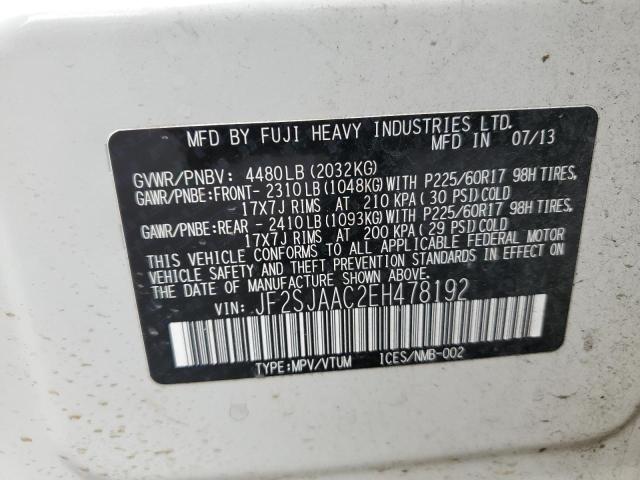 MFD BY FUJI HEAVY INDUSTRIES LTD.
MFD IN 07/13
GVWR/PNBV: 4480LB(2032KG)
GAWR/PNBE:FRONT- 2310LB(1048KG)WITH P225/60R17 98H TIRES,
17X7J RIMS AT 210 KPA ( 30 PSI)COLD
GAWR/PNBE:REAR - 2410LB(1093KG)WITH P225/60R17 98H TIRES,
17X7J RIMS AT 200 KPA ( 29 PSI)COLD
THIS VEHICLE CONFORMS TO ALL APPLICABLE FEDERAL MOTOR
VEHICLE SAFETY AND THEFT PREVENTION STANDARDS IN EFFECT ON
THE DATE OF MANUFACTURE SHOWN ABOVE.
VIN: JF2SJAAC2EH478192
TYPE:MPV/VTUM ICES/NMB-002